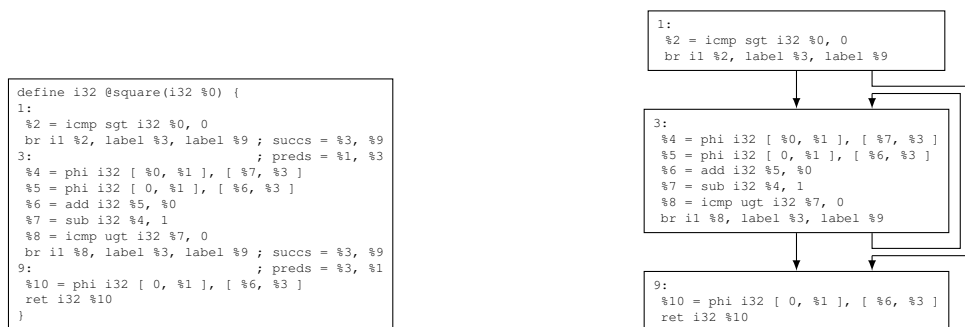 define i32 @square(i32 %0) {
1:
%2 = icmp sgt i32 %0, 0
br i1 %2, label %3, label %9 ; succs = %3, %9
3: ; preds = %1, %3
%4 = phi i32 [ %0, %1 ], [ %7, %3 ]
%5 = phi i32 [ 0, %1 ], [ %6, %3 ]
%6 = add i32 %5, %0
%7 = sub i32 %4, 1
%8 = icmp ugt i32 %7, 0
br i1 %8, label %3, label %9 ; succs = %3, %9
9: ; preds = %3, %1
%10 = phi i32 [ 0, %1 ], [ %6, %3 ]
ret i32 %10
}
1:
%2 = icmp sgt i32 %0, 0
br i1 %2, label %3, label %9
3:
%4 = phi i32 [ %0, %1 ], [ %7, %3 ]
%5 = phi i32 [ 0, %1 ], [ %6, %3 ]
%6 = add i32 %5, %0
%7 = sub i32 %4, 1
%8 = icmp ugt i32 %7, 0
br i1 %8, label %3, label %9
9:
%10 = phi i32 [ 0, %1 ], [ %6, %3 ]
ret i32 %10